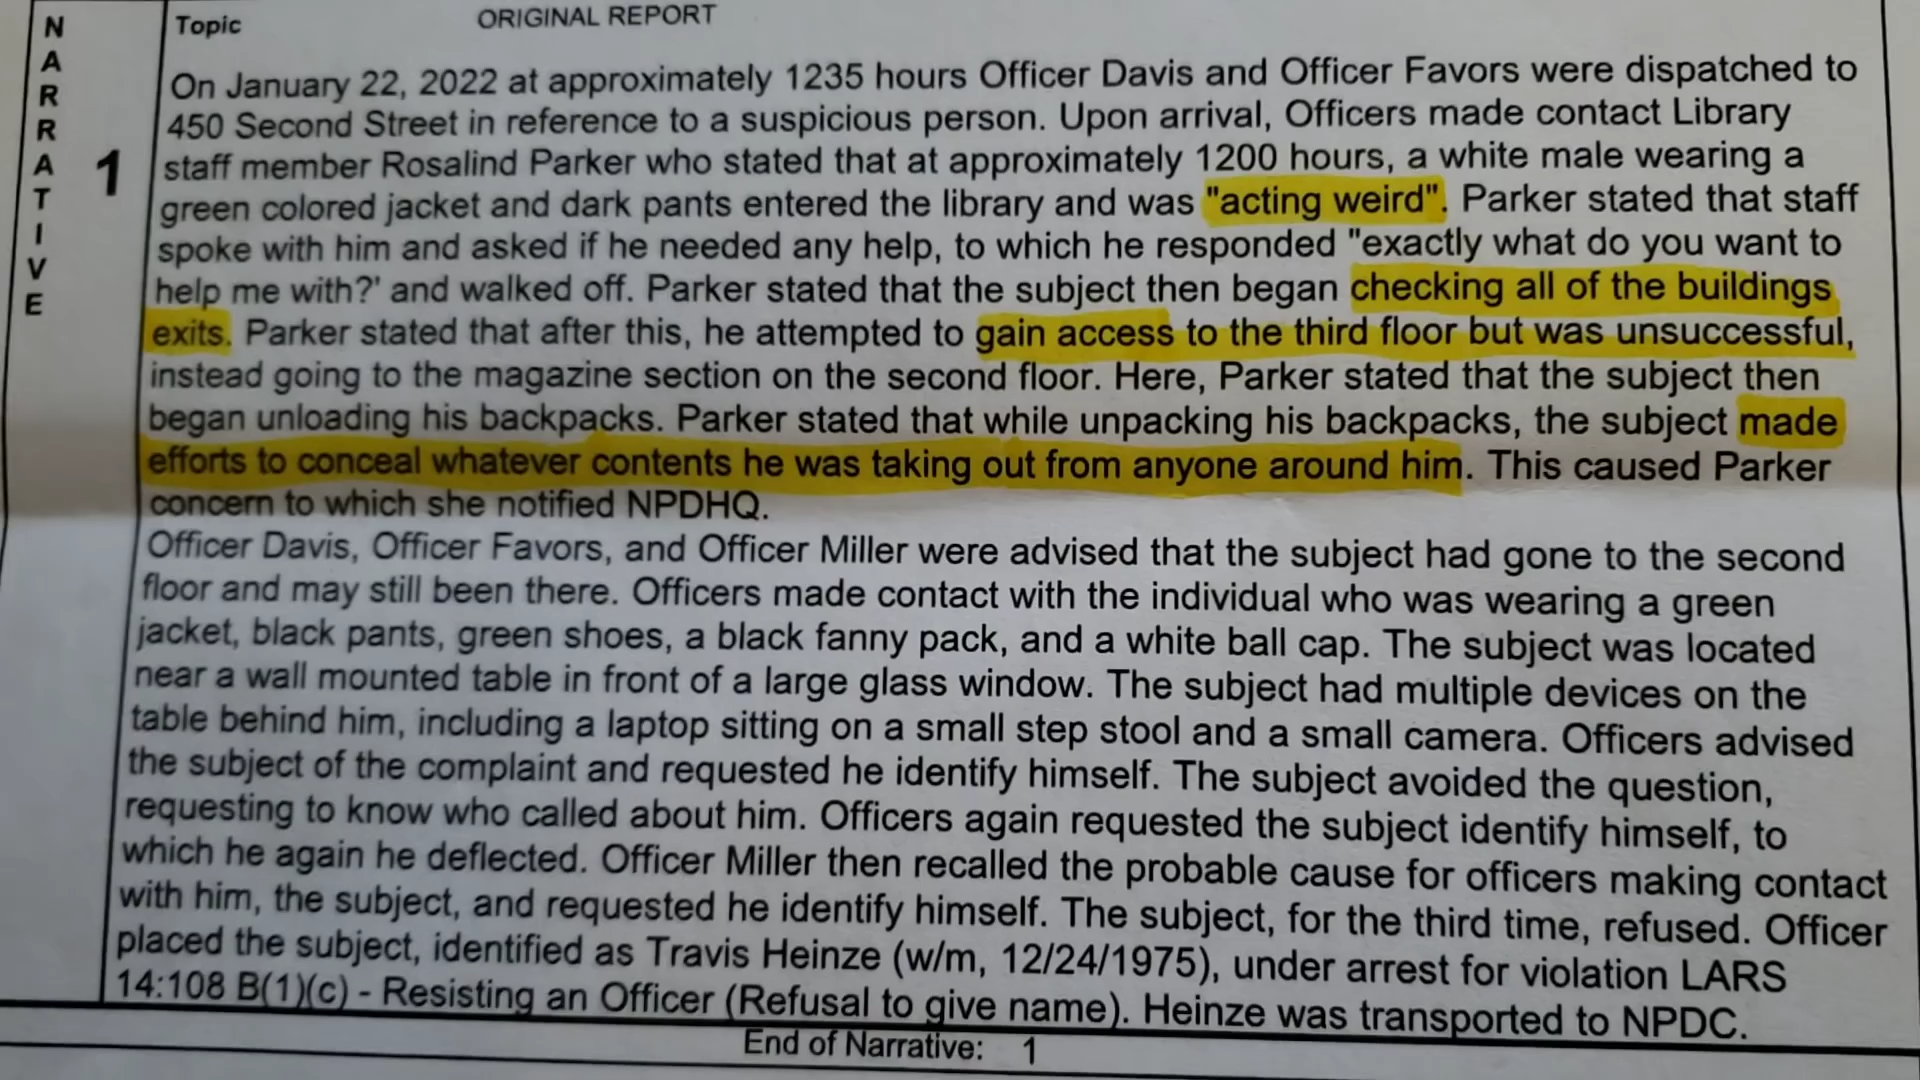 NARRATIVE
1
Topic
ORIGINAL REPORT
On January 22, 2022 at approximately 1235 hours Officer Davis and Officer Favors were dispatched to
450 Second Street in reference to a suspicious person. Upon arrival, Officers made contact Library
staff member Rosalind Parker who stated that at approximately 1200 hours, a white male wearing a
green colored jacket and dark pants entered the library and was "acting weird". Parker stated that staff
spoke with him and asked if he needed any help, to which he responded "exactly what do you want to
help me with?' and walked off. Parker stated that the subject then began checking all of the buildings
exits. Parker stated that after this, he attempted to gain access to the third floor but was unsuccessful,
instead going to the magazine section on the second floor. Here, Parker stated that the subject then
began unloading his backpacks. Parker stated that while unpacking his backpacks, the subject made
efforts to conceal whatever contents he was taking out from anyone around him. This caused Parker
concern to which she notified NPDHQ.
Officer Davis, Officer Favors, and Officer Miller were advised that the subject had gone to the second
floor and may still been there. Officers made contact with the individual who was wearing a green
jacket, black pants, green shoes, a black fanny pack, and a white ball cap. The subject was located
near a wall mounted table in front of a large glass window. The subject had multiple devices on the
table behind him, including a laptop sitting on a small step stool and a small camera. Officers advised
the subject of the complaint and requested he identify himself. The subject avoided the question,
requesting to know who called about him. Officers again requested the subject identify himself, to
which he again he deflected. Officer Miller then recalled the probable cause for officers making contact
with him, the subject, and requested he identify himself. The subject, for the third time, refused. Officer
placed the subject, identified as Travis Heinze (w/m, 12/24/1975), under arrest for violation LARS
14:108 B(1)(c) - Resisting an Officer (Refusal to give name). Heinze was transported to NPDC.
End of Narrative: 1